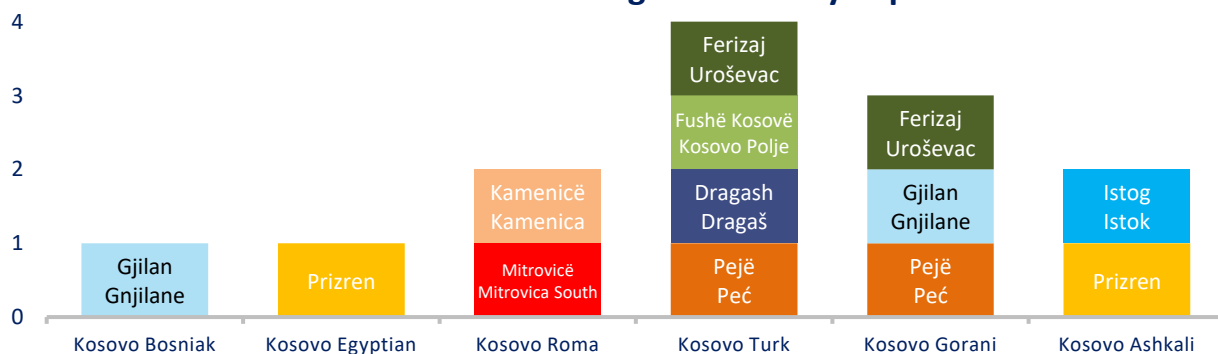 4
Ferizaj
Uroševac
3
Fushë Kosovë
Kosovo Polje
Ferizaj
Uroševac
2
Kamenicë
Kamenica
Dragash
Dragaš
Gjilan
Gnjilane
Istog
Istok
1
Gjilan
Gnjilane
Prizren
Mitrovicë
Mitrovica South
Pejë
Peć
Pejë
Peć
Prizren
0
Kosovo Bosniak
Kosovo Egyptian
Kosovo Roma
Kosovo Turk
Kosovo Gorani
Kosovo Ashkali